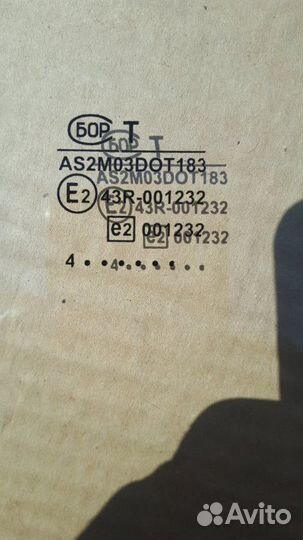 БОР T
AS2M03DOT183
E2 43R-001232
e2 001232
4 • • • • • • •
Avito